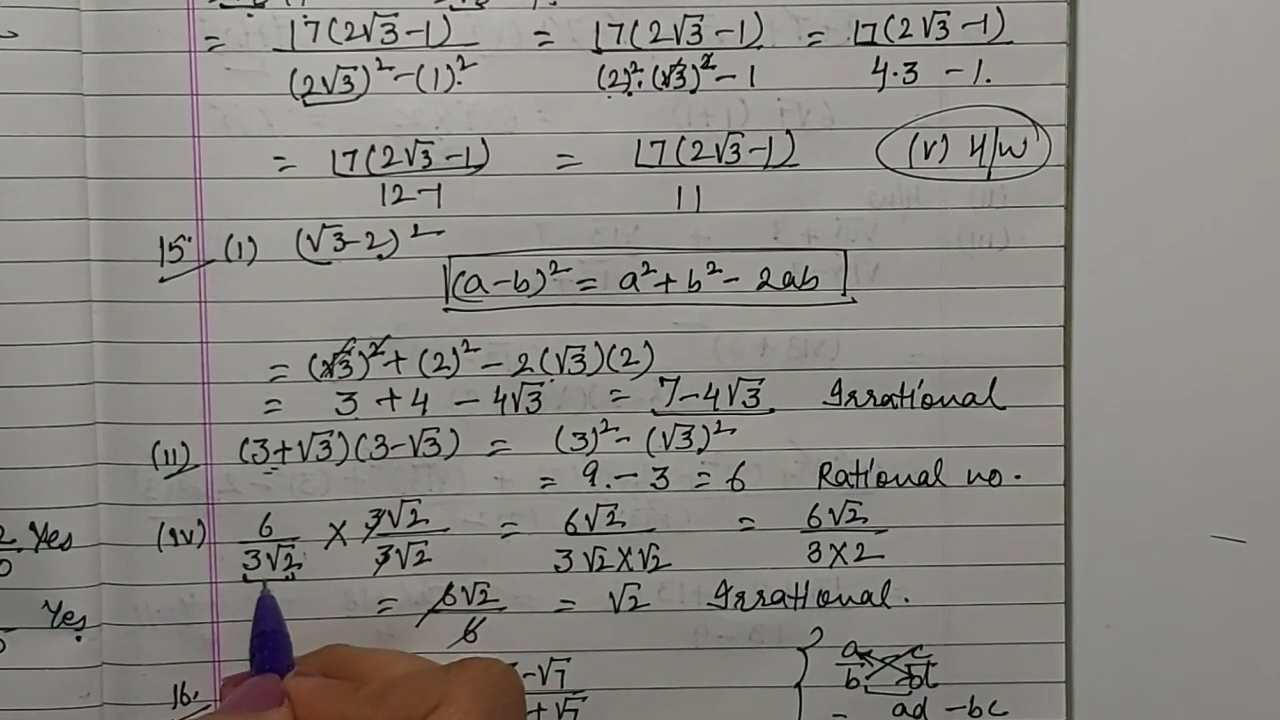 = 17(2√3-1) / (2√3)² - (1)² = 17(2√3-1) / (2)²·(√3)² - 1 = 17(2√3-1) / 4·3 - 1.
= 17(2√3-1) / 12-1 = 17(2√3-1) / 11 (v) H/W
15. (i) (√3-2)²
(a-b)² = a² + b² - 2ab
= (√3)² + (2)² - 2(√3)(2)
= 3 + 4 - 4√3 = 7-4√3 Irrational
(ii) (3+√3)(3-√3) = (3)² - (√3)²
= 9 - 3 = 6 Rational no.
Yes (iv) 6 / 3√2 × 3√2 / 3√2 = 6√2 / 3√2×√2 = 6√2 / 3×2
Yes = 6√2 / 6 = √2 Irrational.
16. -√7 / +√7 } a/b c/d
= ad - bc